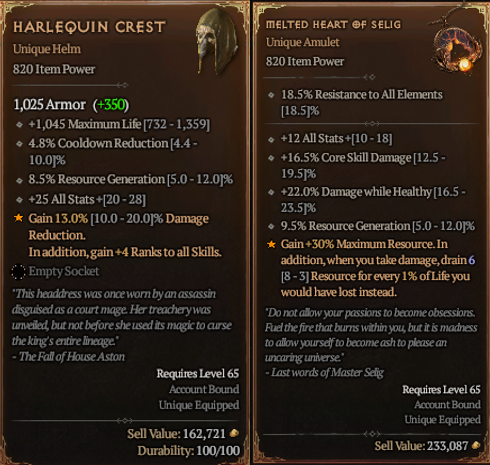 HARLEQUIN CREST
Unique Helm
820 Item Power
1,025 Armor (+350)
+1,045 Maximum Life [732 - 1,359]
4.8% Cooldown Reduction [4.4 -
10.0]%
8.5% Resource Generation [5.0 - 12.0]%
+25 All Stats +[20 - 28]
Gain 13.0% [10.0 - 20.0]% Damage
Reduction.
In addition, gain +4 Ranks to all Skills.
Empty Socket
"This headdress was once worn by an assassin
disguised as a court mage. Her treachery was
unveiled, but not before she used its magic to curse
the king's entire lineage."
- The Fall of House Aston
Requires Level 65
Account Bound
Unique Equipped
Sell Value: 162,721
Durability: 100/100
MELTED HEART OF SELIG
Unique Amulet
820 Item Power
18.5% Resistance to All Elements
[18.5]%
+12 All Stats +[10 - 18]
+16.5% Core Skill Damage [12.5 -
19.5]%
+22.0% Damage while Healthy [16.5 -
23.5]%
9.5% Resource Generation [5.0 - 12.0]%
Gain +30% Maximum Resource. In
addition, when you take damage, drain 6
[8 - 3] Resource for every 1% of Life you
would have lost instead.
"Do not allow your passions to become obsessions.
Fuel the fire that burns within you, but it is madness
to allow yourself to become ash to please an
uncaring universe."
- Last words of Master Selig
Requires Level 65
Account Bound
Unique Equipped
Sell Value: 233,087